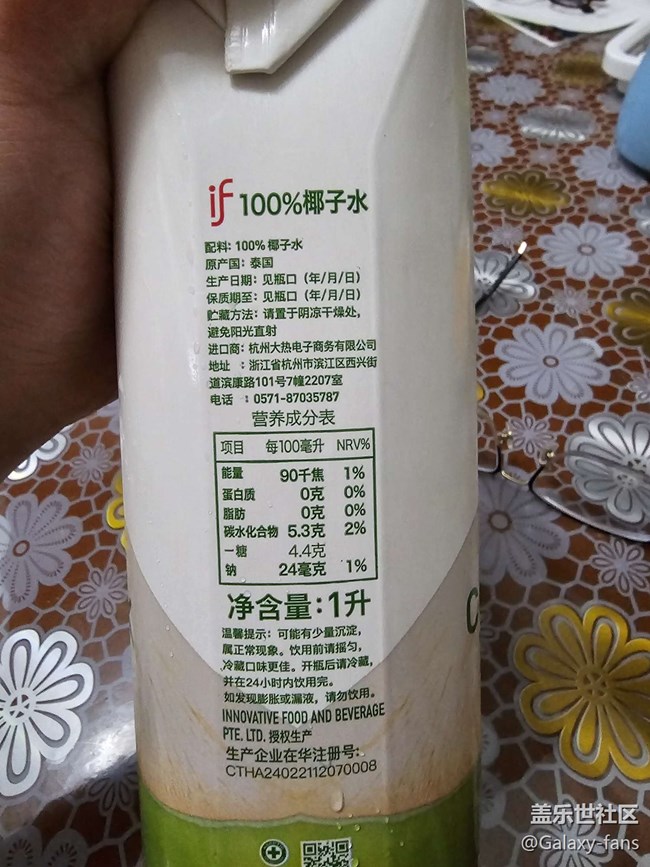 if 100%椰子水
配料: 100% 椰子水
原产国: 泰国
生产日期: 见瓶口 (年/月/日)
保质期至: 见瓶口 (年/月/日)
贮藏方法: 请置于阴凉干燥处,
避免阳光直射
进口商: 杭州大热电子商务有限公司
地址 : 浙江省杭州市滨江区西兴街
道滨康路101号7幢2207室
电话 : 0571-87035787
营养成分表
项目 每100毫升 NRV%
能量 90千焦 1%
蛋白质 0克 0%
脂肪 0克 0%
碳水化合物 5.3克 2%
—糖 4.4克
钠 24毫克 1%
净含量: 1升
温馨提示: 可能有少量沉淀,
属正常现象。饮用前请摇匀,
冷藏口味更佳。开瓶后请冷藏,
并在24小时内饮用完。
如发现膨胀或漏液, 请勿饮用。
INNOVATIVE FOOD AND BEVERAGE
PTE. LTD. 授权生产
生产企业在华注册号:
CTHA24022112070008
C
盖乐世社区
@Galaxy-fans